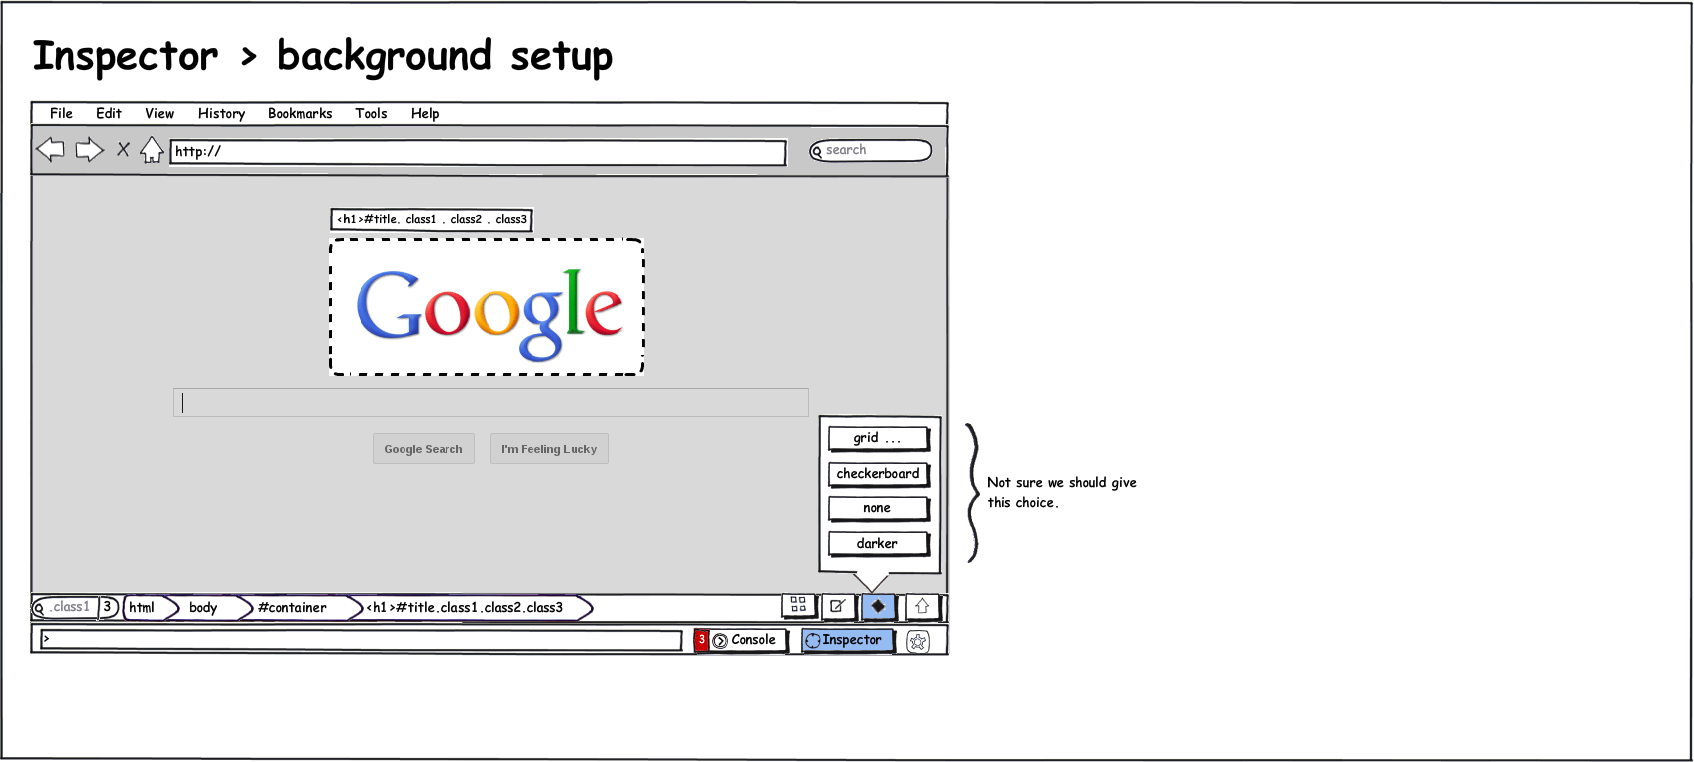 Inspector > background setup
File Edit View History Bookmarks Tools Help
X http:// search
<h1>#title. class1 . class2 . class3
Google
Google Search I'm Feeling Lucky
grid ...
checkerboard
none
darker
Not sure we should give
this choice.
.class1 3 html body #container <h1>#title.class1.class2.class3
> 3 Console Inspector